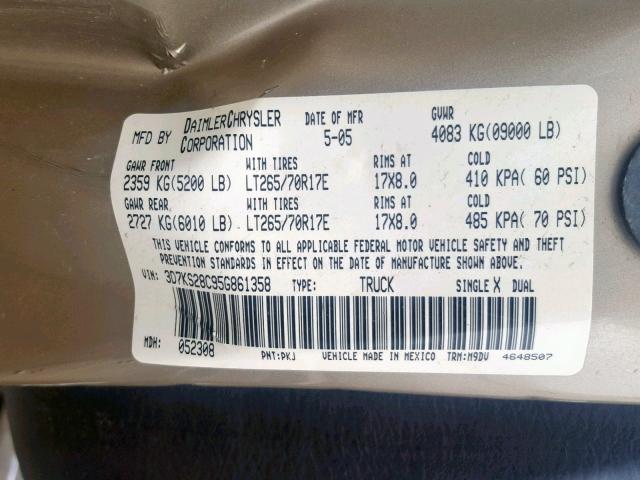 MFD BY DAIMLERCHRYSLER CORPORATION DATE OF MFR 5-05 GVWR 4083 KG(09000 LB)
GAWR FRONT WITH TIRES RIMS AT COLD
2359 KG(5200 LB) LT265/70R17E 17X8.0 410 KPA( 60 PSI)
GAWR REAR WITH TIRES RIMS AT COLD
2727 KG(6010 LB) LT265/70R17E 17X8.0 485 KPA( 70 PSI)
THIS VEHICLE CONFORMS TO ALL APPLICABLE FEDERAL MOTOR VEHICLE SAFETY AND THEFT
PREVENTION STANDARDS IN EFFECT ON THE DATE OF MANUFACTURE SHOWN ABOVE.
VIN: 3D7KS28C95G861358 TYPE: TRUCK SINGLE X DUAL
MDH: 052308 PNT:PKJ VEHICLE MADE IN MEXICO TRM:M9DV 4648507